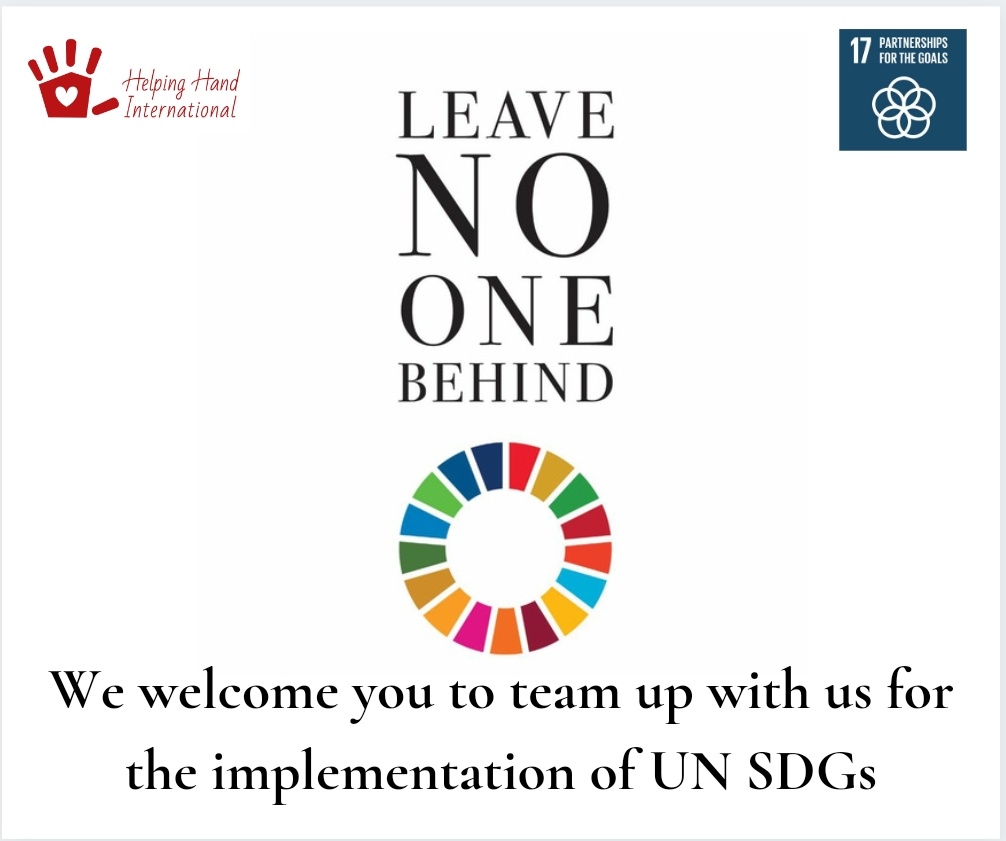 Helping Hand
International
17 PARTNERSHIPS
FOR THE GOALS
LEAVE
NO
ONE
BEHIND
We welcome you to team up with us for
the implementation of UN SDGs